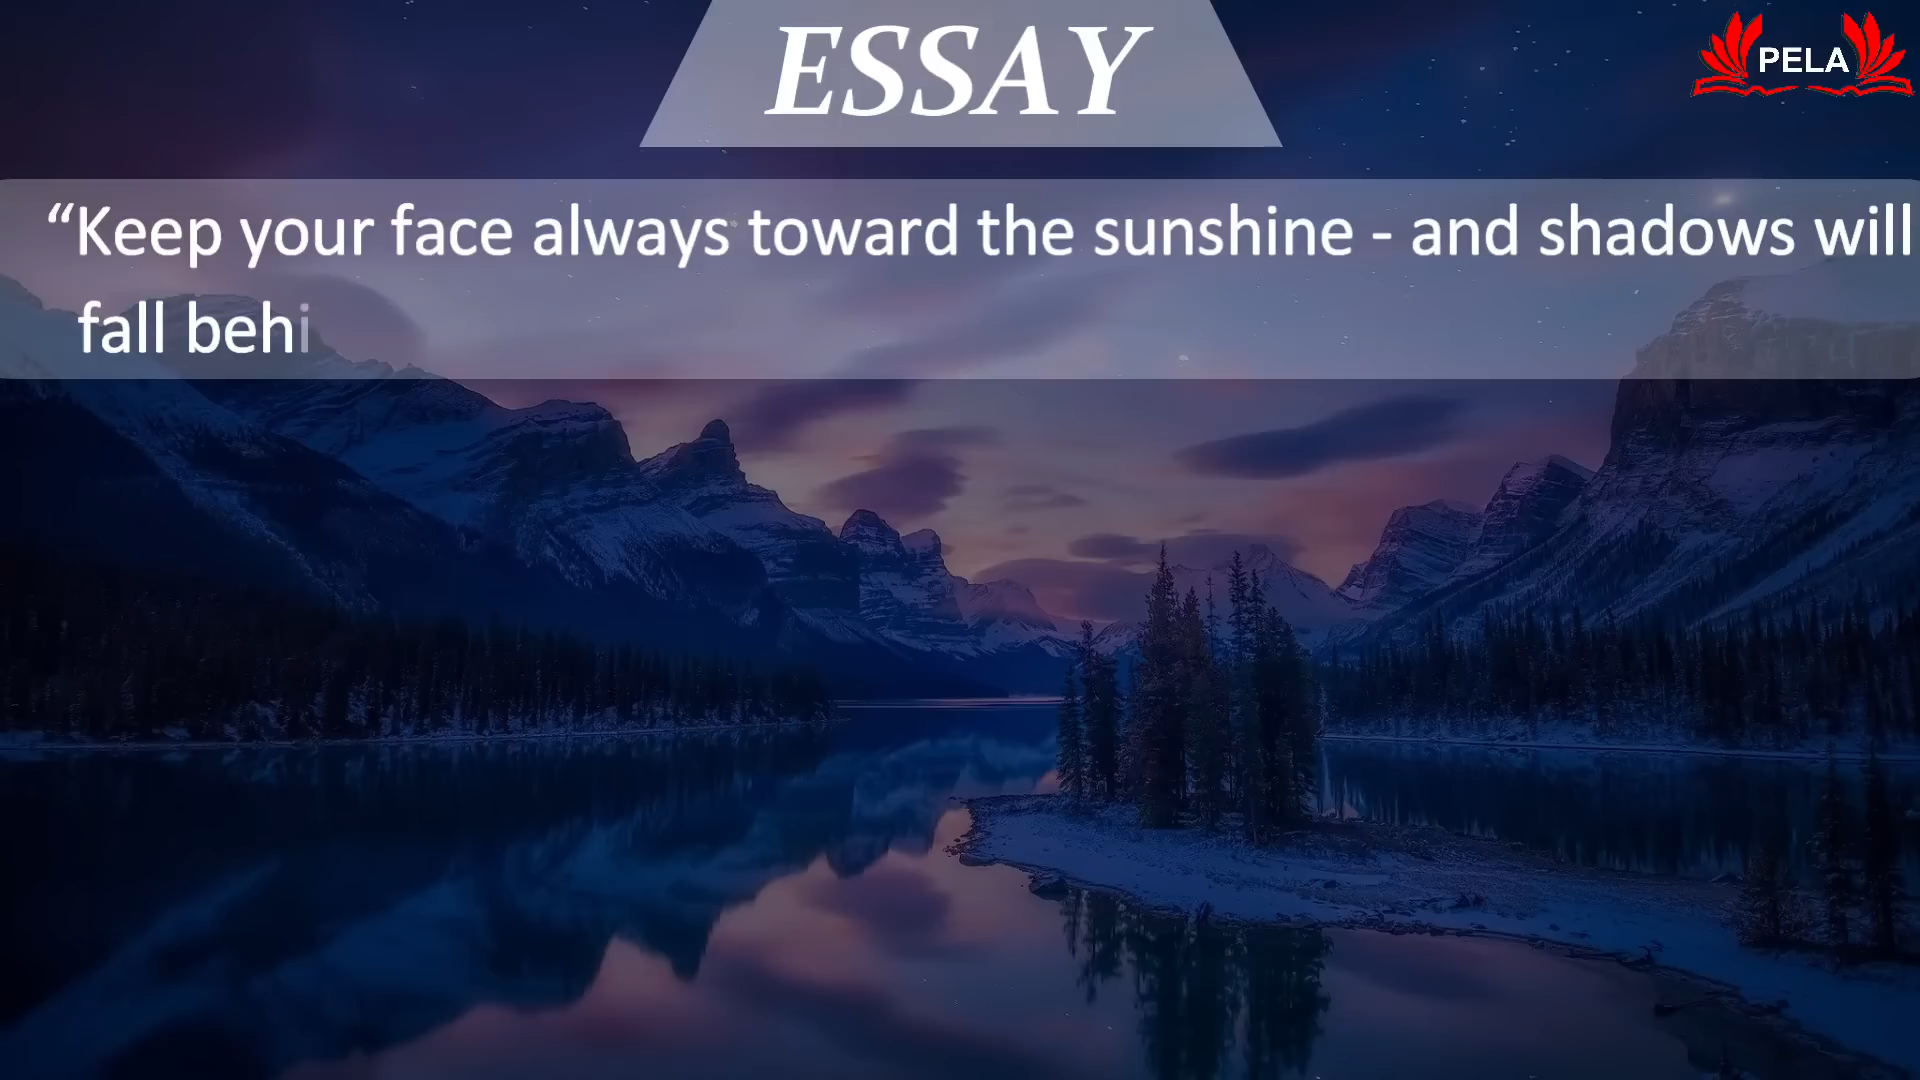 ESSAY
PELA
“Keep your face always toward the sunshine - and shadows will
fall behi